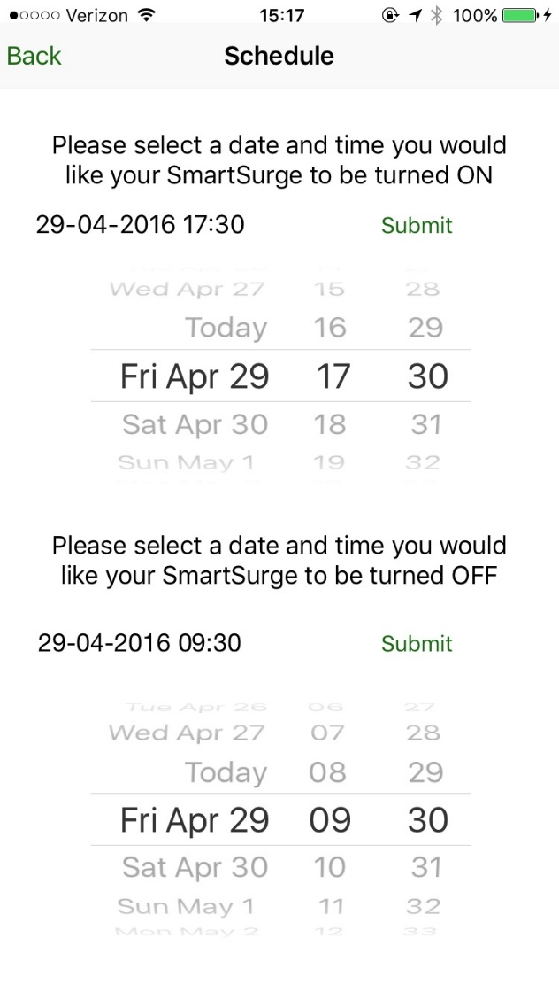 Verizon 15:17 100%
Back Schedule
Please select a date and time you would
like your SmartSurge to be turned ON
29-04-2016 17:30 Submit
Wed Apr 27 15 28
Today 16 29
Fri Apr 29 17 30
Sat Apr 30 18 31
Sun May 1 19 32
Please select a date and time you would
like your SmartSurge to be turned OFF
29-04-2016 09:30 Submit
Tue Apr 26 06 27
Wed Apr 27 07 28
Today 08 29
Fri Apr 29 09 30
Sat Apr 30 10 31
Sun May 1 11 32
Mon May 2 12 33